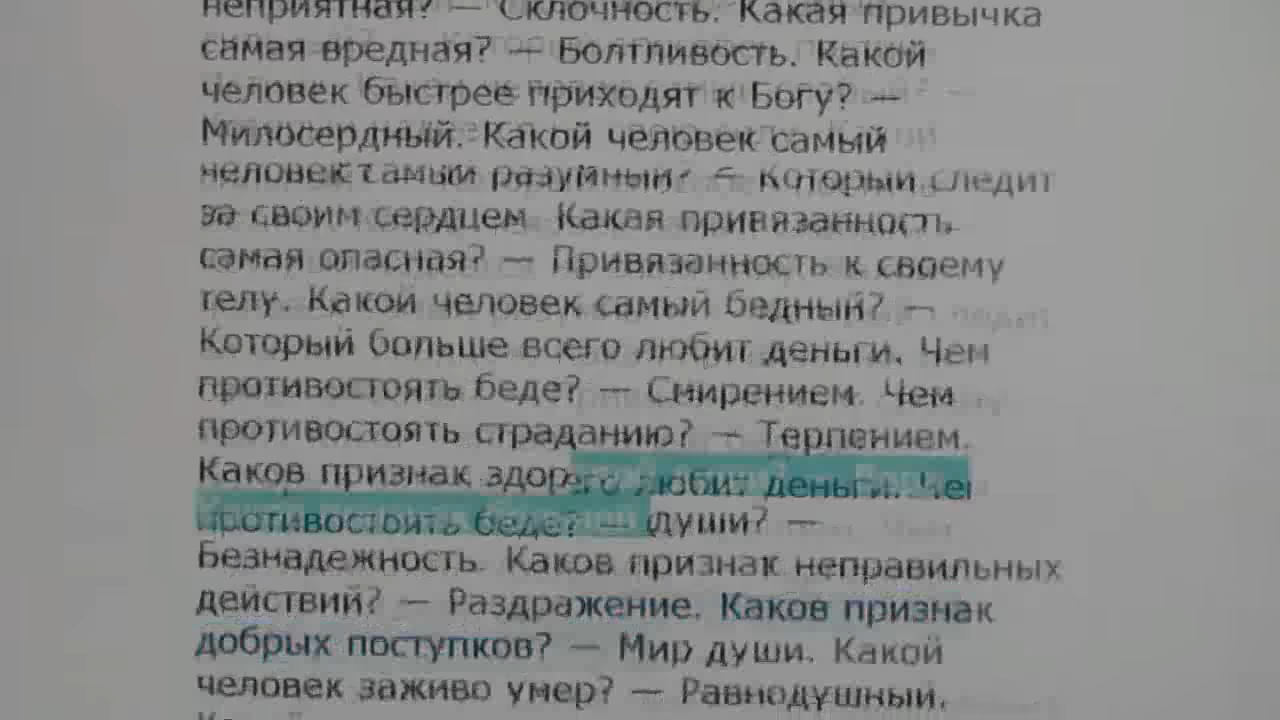 неприятная? — Склочность. Какая привычка
самая вредная? — Болтливость. Какой
человек быстрее приходят к Богу? —
Милосердный. Какой человек самый
человек самый разумный? — Который следит
за своим сердцем Какая привязанность
самая опасная? — Привязанность к своему
телу. Какой человек самый бедный? —
Который больше всего любит деньги. Чем
противостоять беде? — Смирением. Чем
противостоять страданию? — Терпением.
Каков признак любит деньги. Чем
противостоять беде? — души? —
Безнадежность. Каков признак неправильных
действий? — Раздражение. Каков признак
добрых поступков? — Мир души. Какой
человек заживо умер? — Равнодушный.